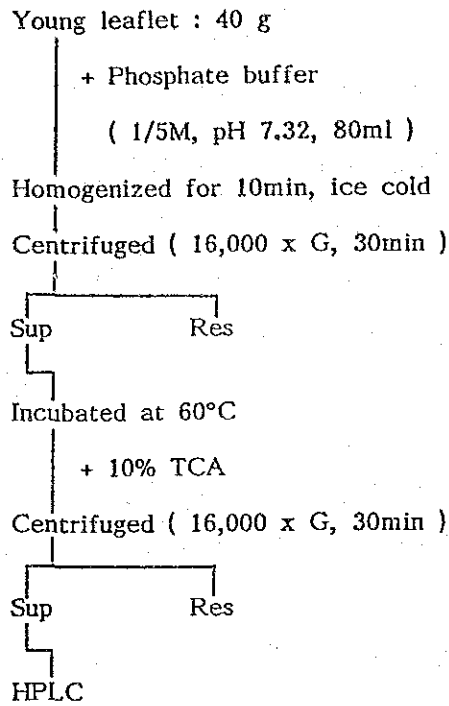 Young leaflet : 40 g
+ Phosphate buffer
( 1/5M, pH 7.32, 80ml )
Homogenized for 10min, ice cold
Centrifuged ( 16,000 x G, 30min )
Sup Res
Incubated at 60°C
+ 10% TCA
Centrifuged ( 16,000 x G, 30min )
Sup Res
HPLC